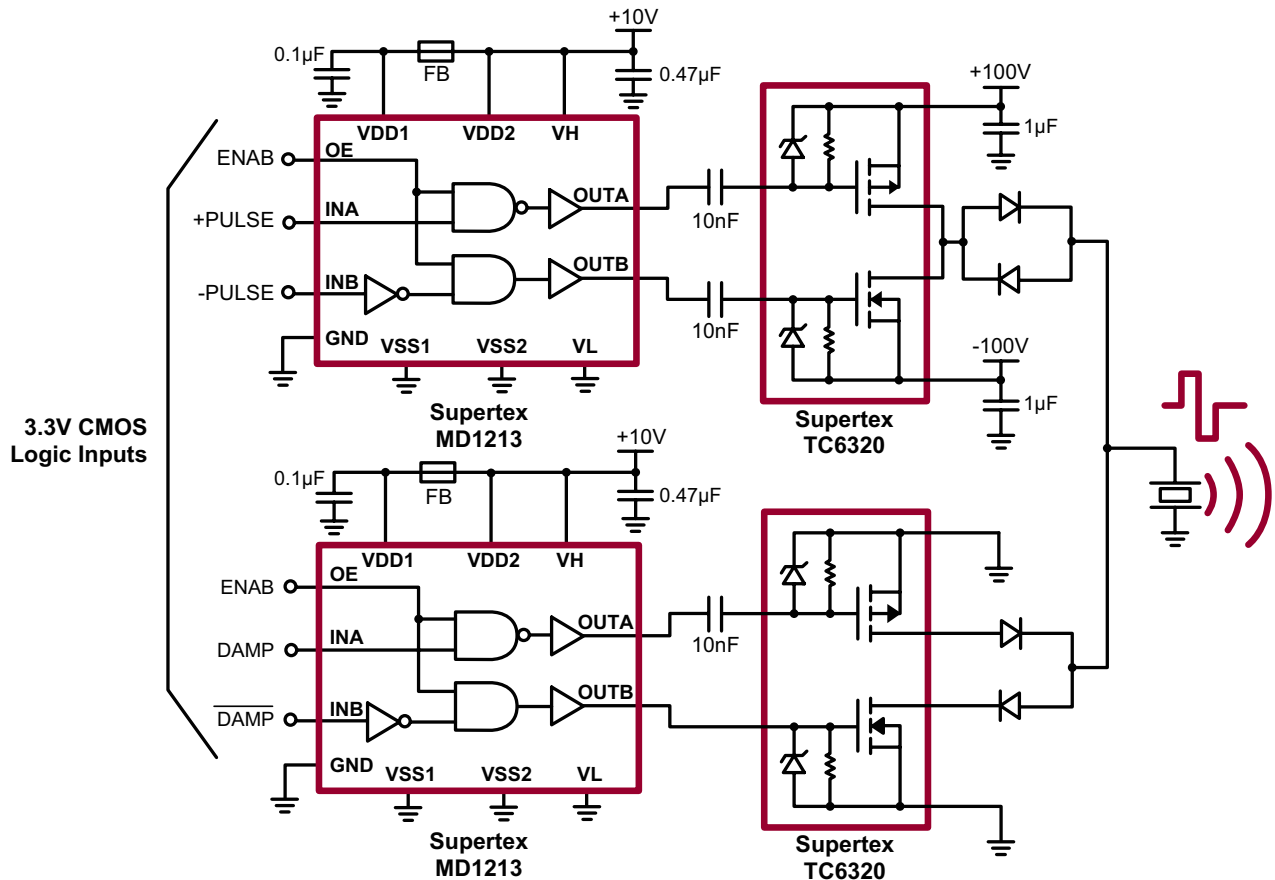 +10V
0.1µF
FB
0.47µF
+100V
1µF
VDD1 VDD2 VH
ENAB
OE
OUTA
+PULSE
INA
10nF
OUTB
-PULSE
INB
10nF
GND
VSS1 VSS2 VL
-100V
1µF
Supertex
MD1213
Supertex
TC6320
3.3V CMOS
Logic Inputs
+10V
0.1µF
FB
0.47µF
VDD1 VDD2 VH
ENAB
OE
OUTA
DAMP
INA
10nF
OUTB
DAMP
INB
GND
VSS1 VSS2 VL
Supertex
MD1213
Supertex
TC6320